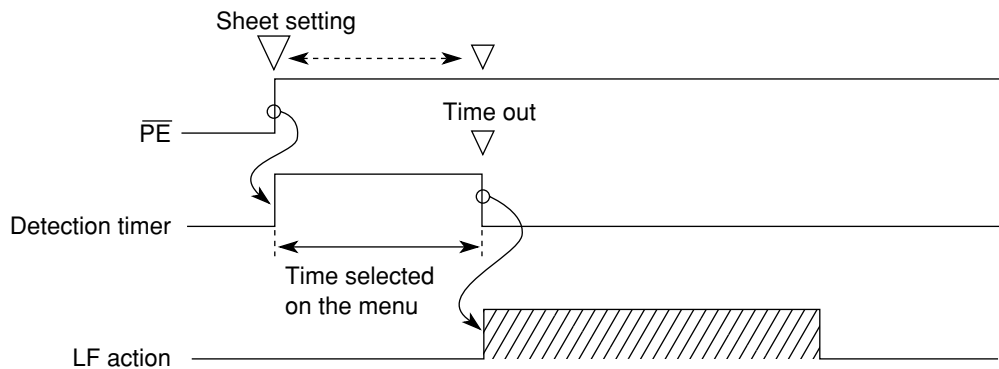 Sheet setting
PE
Time out
Detection timer
Time selected
on the menu
LF action